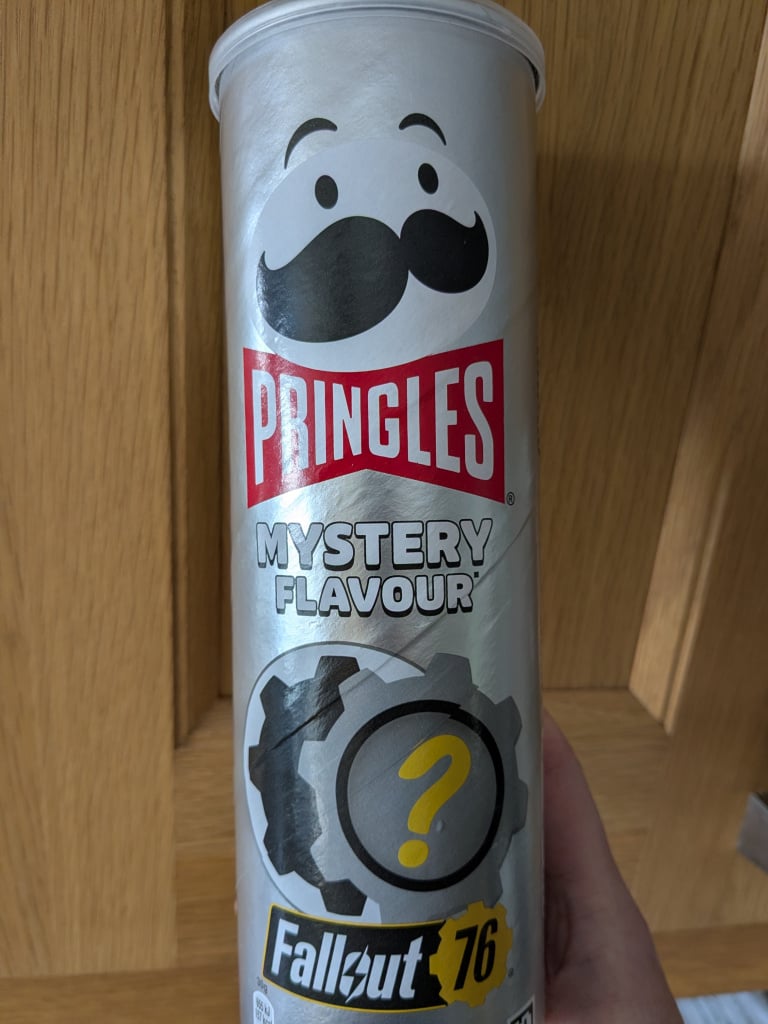 PRINGLES
®
MYSTERY
FLAVOUR*
?
Fallout 76